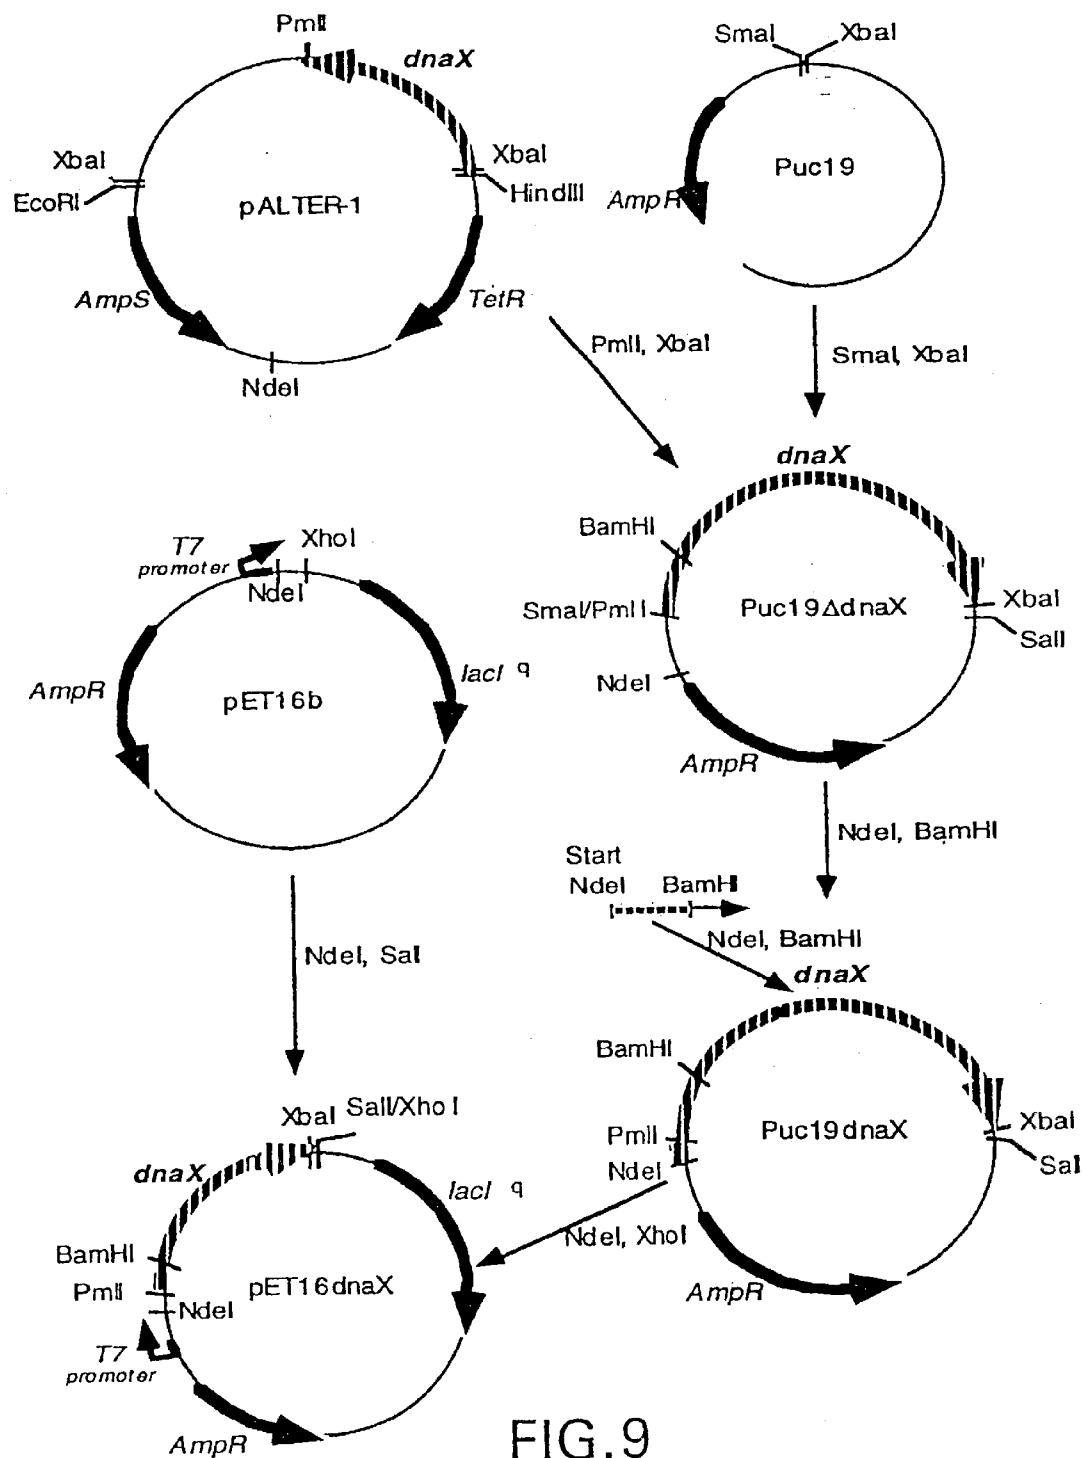 PmlI
dnaX
XbaI
EcoRI
XbaI
HindIII
pALTER-1
AmpS
TetR
NdeI
SmaI
XbaI
Puc19
AmpR
PmlI, XbaI
SmaI, XbaI
dnaX
BamHI
SmaI/PmlI
Puc19ΔdnaX
XbaI
SalI
NdeI
AmpR
T7
promoter
XhoI
NdeI
AmpR
pET16b
lacI q
NdeI, BamHI
Start
NdeI
BamHI
NdeI, BamHI
NdeI, SalI
dnaX
BamHI
PmlI
NdeI
Puc19dnaX
XbaI
SalI
AmpR
NdeI, XhoI
XbaI
SalI/XhoI
dnaX
lacI q
BamHI
PmlI
NdeI
pET16dnaX
T7
promoter
AmpR
FIG.9